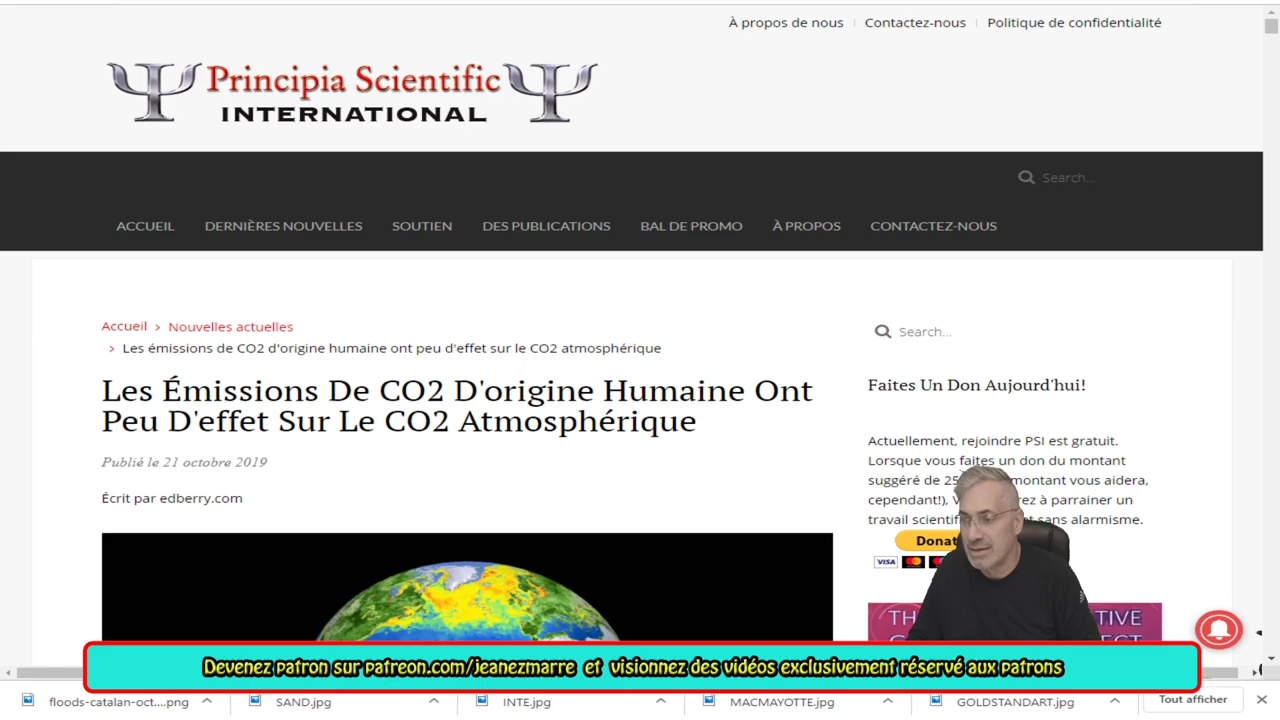 À propos de nous
Contactez-nous
Politique de confidentialité
Principia Scientific
INTERNATIONAL
Search...
ACCUEIL
DERNIÈRES NOUVELLES
SOUTIEN
DES PUBLICATIONS
BAL DE PROMO
À PROPOS
CONTACTEZ-NOUS
Accueil > Nouvelles actuelles
> Les émissions de CO2 d'origine humaine ont peu d'effet sur le CO2 atmosphérique
Les Émissions De CO2 D'origine Humaine Ont
Peu D'effet Sur Le CO2 Atmosphérique
Publié le 21 octobre 2019
Écrit par edberry.com
Search...
Faites Un Don Aujourd'hui!
Actuellement, rejoindre PSI est gratuit.
Lorsque vous faites un don du montant
suggéré de montant vous aidera,
cependant!), à parrainer un
travail sans alarmisme.
VISA
Devenez patron sur patreon.com/jeanezmarre et visionnez des vidéos exclusivement réservé aux patrons
floods-catalan-oct....png
SAND.jpg
INTE.jpg
MACMAYOTTE.jpg
GOLDSTANDART.jpg
Tout afficher